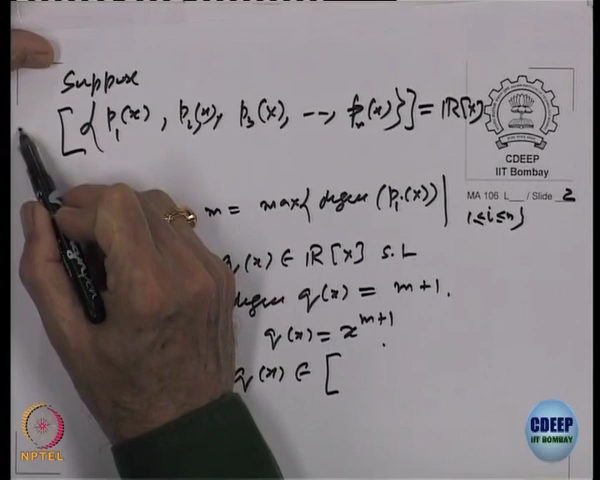 Suppose
[{p₁(x), p₂(x), p₃(x), --, pₙ(x)}] = ℝ[x]
CDEEP
IIT Bombay
MA 106 L__ / Slide 2
m = max{degree (pᵢ(x)) | 1≤i≤n}
q(x) ∈ ℝ[x] s.t
degree q(x) = m+1.
q(x) = x^{m+1}.
q(x) ∈ [
NPTEL
CDEEP
IIT BOMBAY